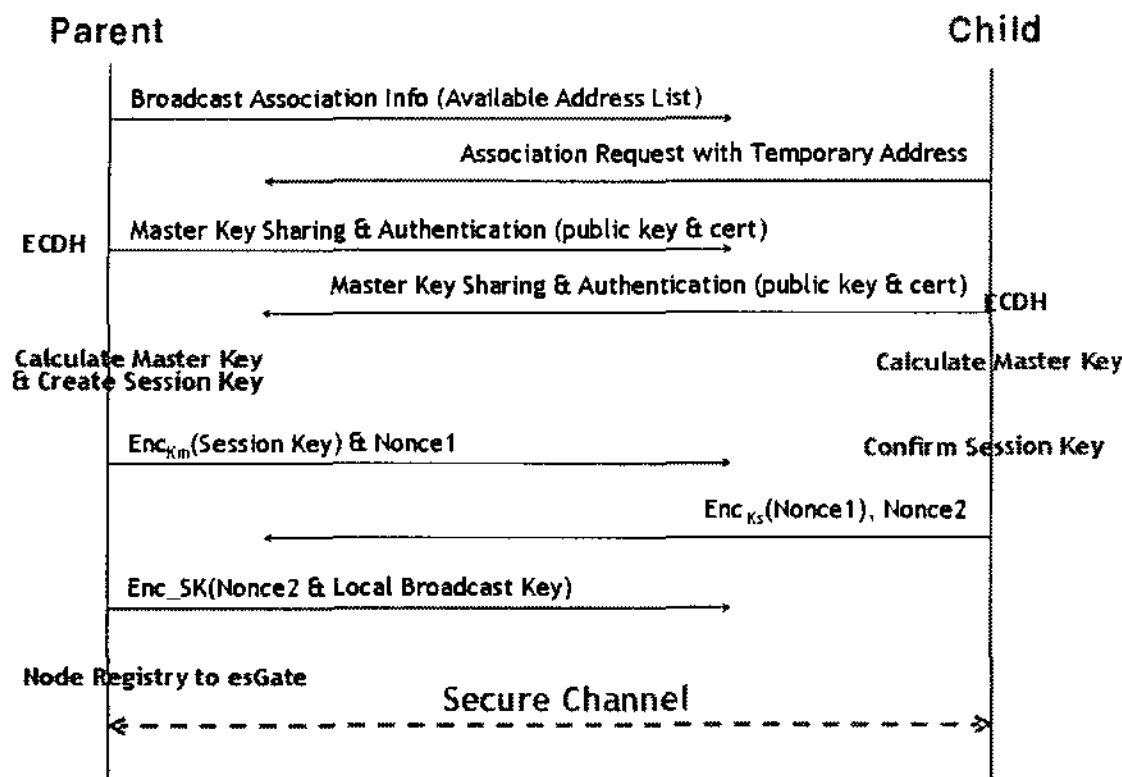 Parent
Child
Broadcast Association Info (Available Address List)
Association Request with Temporary Address
ECDH
Master Key Sharing & Authentication (public key & cert)
Master Key Sharing & Authentication (public key & cert)
ECDH
Calculate Master Key
& Create Session Key
Calculate Master Key
Enc_Km(Session Key) & Nonce1
Confirm Session Key
Enc_Ks(Nonce1), Nonce2
Enc_SK(Nonce2 & Local Broadcast Key)
Node Registry to esGate
Secure Channel